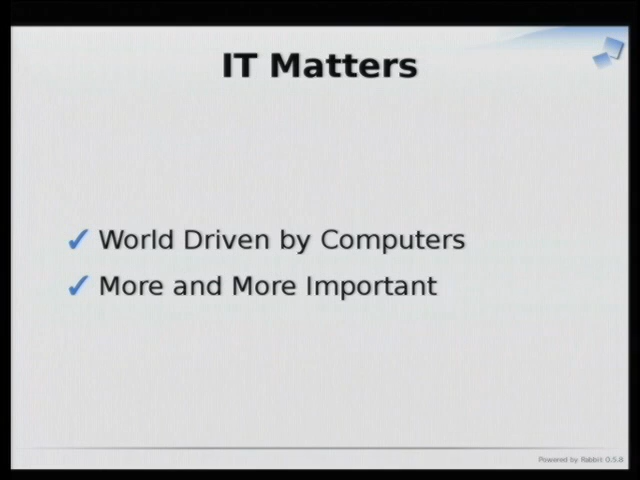 IT Matters
✓ World Driven by Computers
✓ More and More Important
Powered by Rabbit 0.5.8